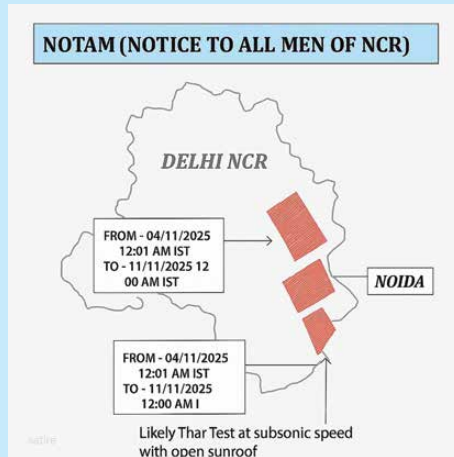 NOTAM (NOTICE TO ALL MEN OF NCR)
DELHI NCR
FROM - 04/11/2025
12:01 AM IST
TO - 11/11/2025 12
00 AM IST
NOIDA
FROM - 04/11/2025
12:01 AM IST
TO - 11/11/2025
12:00 AM I
Likely Thar Test at subsonic speed
with open sunroof
satire